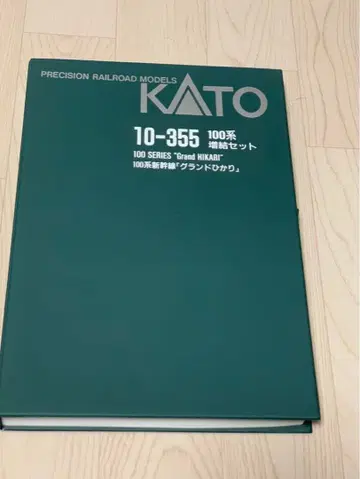 PRECISION RAILROAD MODELS
KATO
10-355 100系
増結セット
100 SERIES "Grand HIKARI"
100系新幹線「グランドひかり」